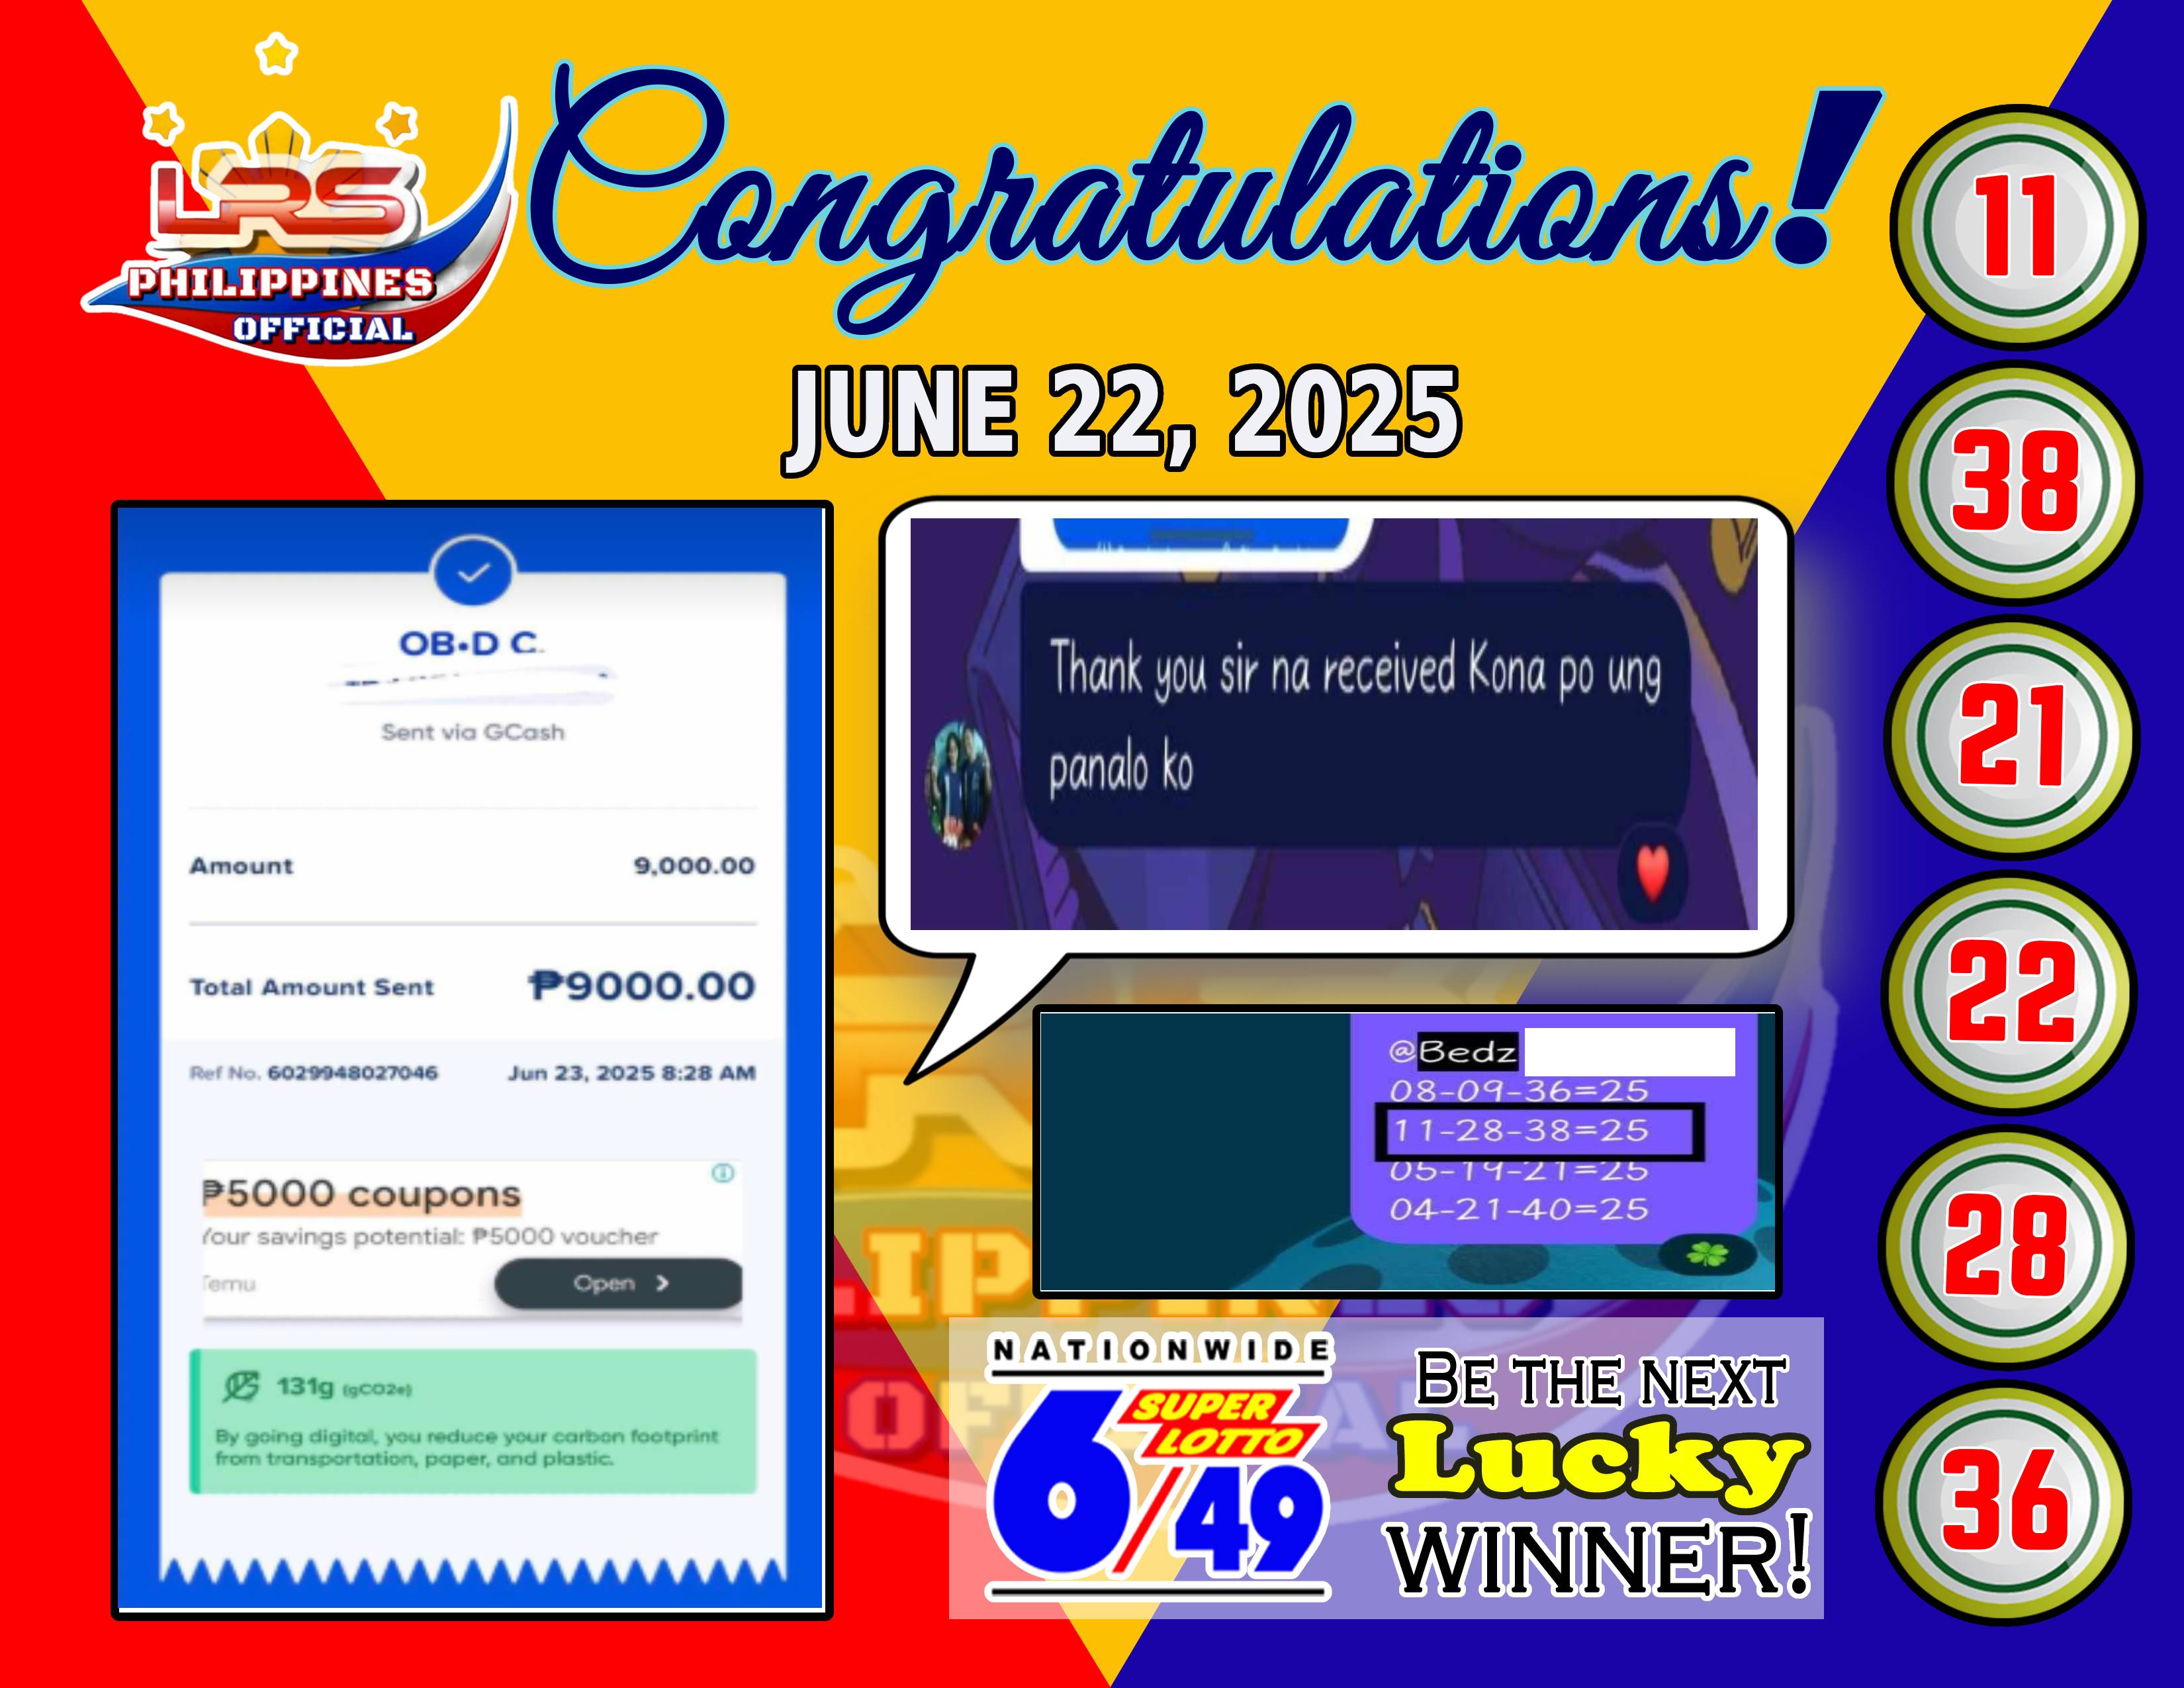 LRS
PHILIPPINES
OFFICIAL
Congratulations!
JUNE 22, 2025
OB•D C.
Sent via GCash
Amount 9,000.00
Total Amount Sent ₱9000.00
Ref No. 6029948027046 Jun 23, 2025 8:28 AM
₱5000 coupons
Your savings potential: ₱5000 voucher
Temu
Open
131g (gCO2e)
By going digital, you reduce your carbon footprint
from transportation, paper, and plastic.
Thank you sir na received Kona po ung
panalo ko
@Bedz
08-09-36=25
11-28-38=25
05-19-21=25
04-21-40=25
NATIONWIDE
SUPER
LOTTO
6/49
BE THE NEXT
Lucky
WINNER!
11
38
21
22
28
36